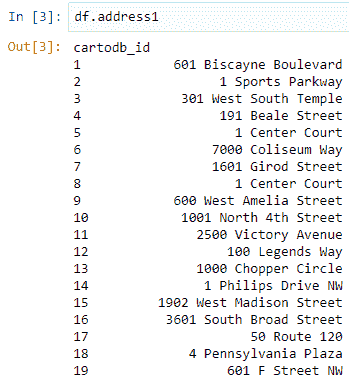 In [3]: df.address1
Out[3]: cartodb_id
1 601 Biscayne Boulevard
2 1 Sports Parkway
3 301 West South Temple
4 191 Beale Street
5 1 Center Court
6 7000 Coliseum Way
7 1601 Girod Street
8 1 Center Court
9 600 West Amelia Street
10 1001 North 4th Street
11 2500 Victory Avenue
12 100 Legends Way
13 1000 Chopper Circle
14 1 Philips Drive NW
15 1902 West Madison Street
16 3601 South Broad Street
17 50 Route 120
18 4 Pennsylvania Plaza
19 601 F Street NW